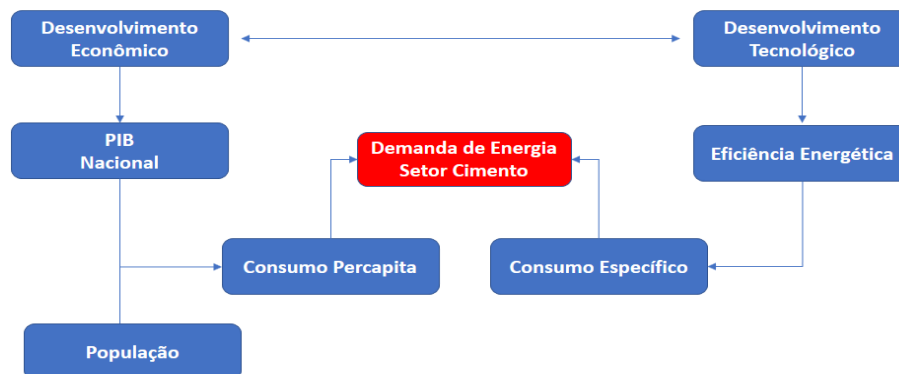 Desenvolvimento
Econômico
Desenvolvimento
Tecnológico
PIB
Nacional
Demanda de Energia
Setor Cimento
Eficiência Energética
Consumo Percapita
Consumo Específico
População